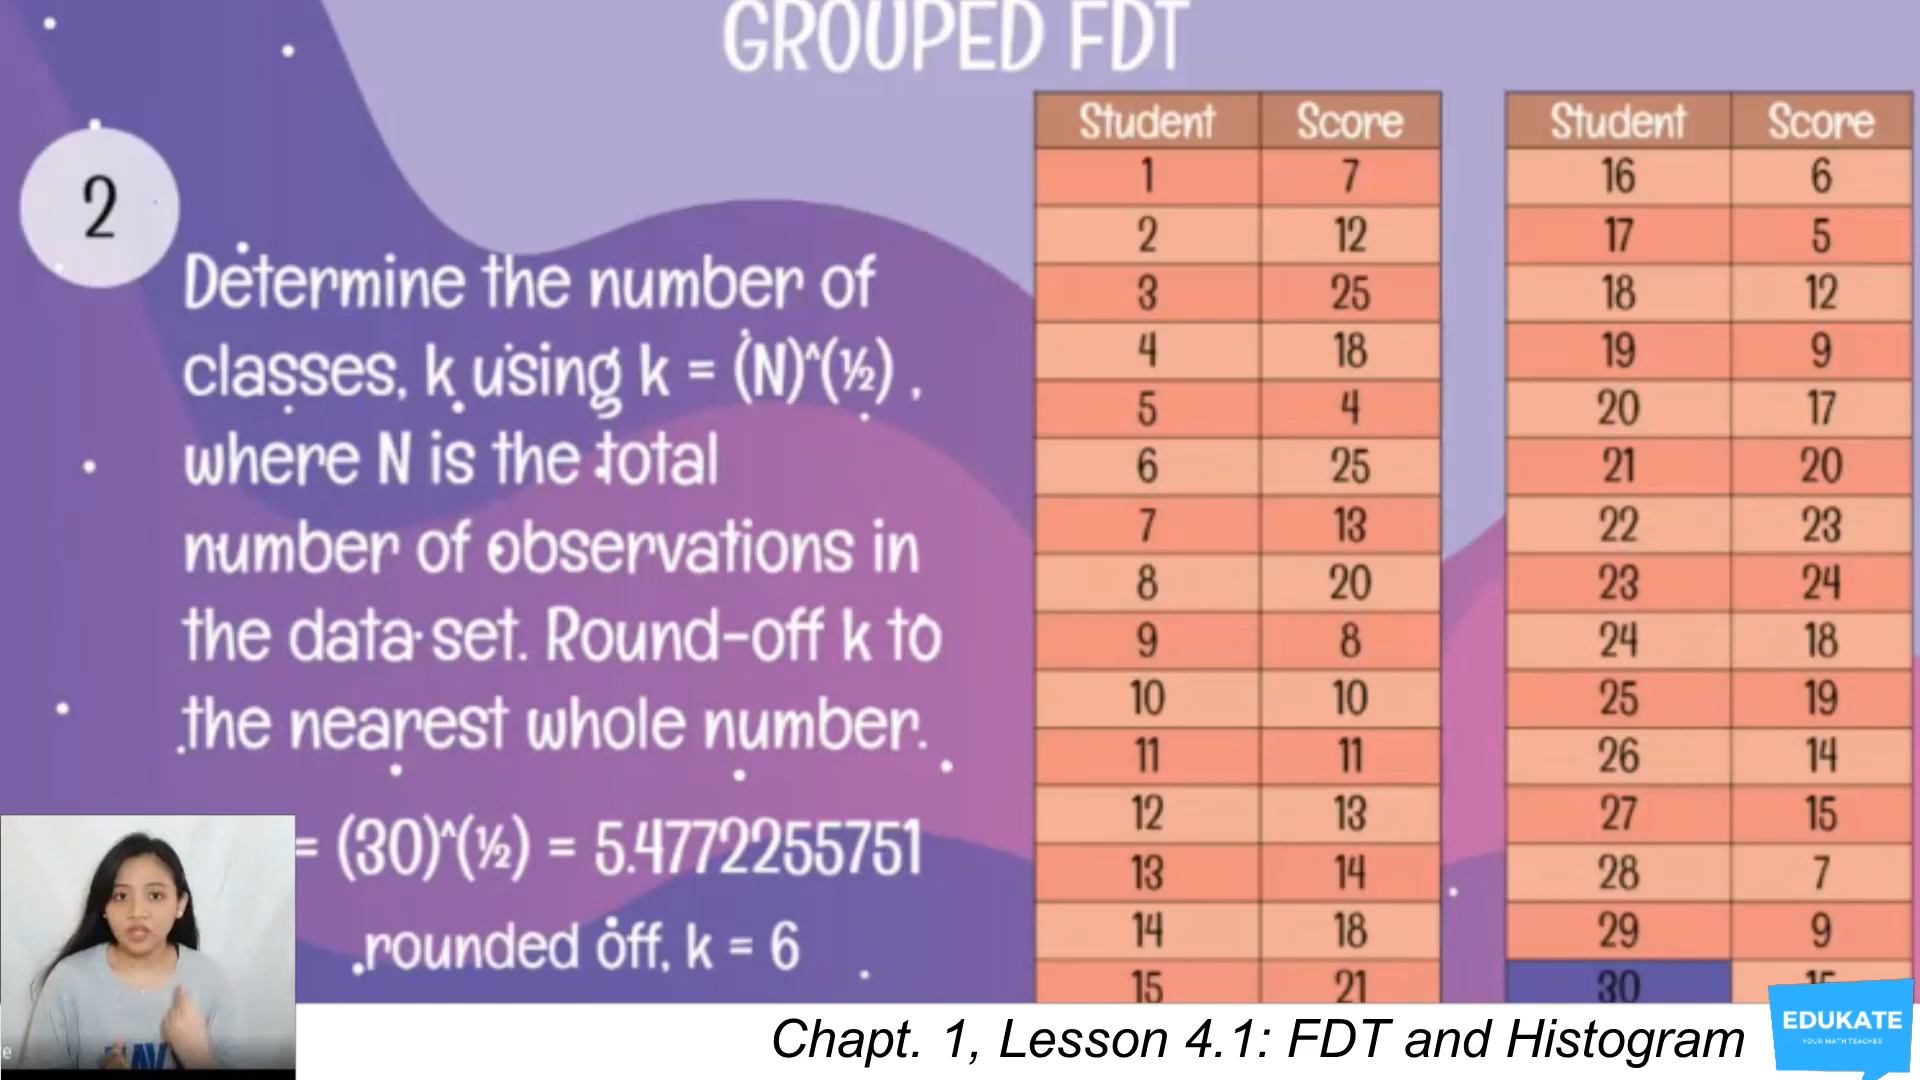 GROUPED FDT
2
Determine the number of
classes, k using k = (N)^(½) ,
where N is the total
number of observations in
the data set. Round-off k to
the nearest whole number.
= (30)^(½) = 5.4772255751
rounded off, k = 6
Student Score
1 7
2 12
3 25
4 18
5 4
6 25
7 13
8 20
9 8
10 10
11 11
12 13
13 14
14 18
15 21
Student Score
16 6
17 5
18 12
19 9
20 17
21 20
22 23
23 24
24 18
25 19
26 14
27 15
28 7
29 9
30 15
Chapt. 1, Lesson 4.1: FDT and Histogram
EDUKATE
YOUR MATH TEACHER